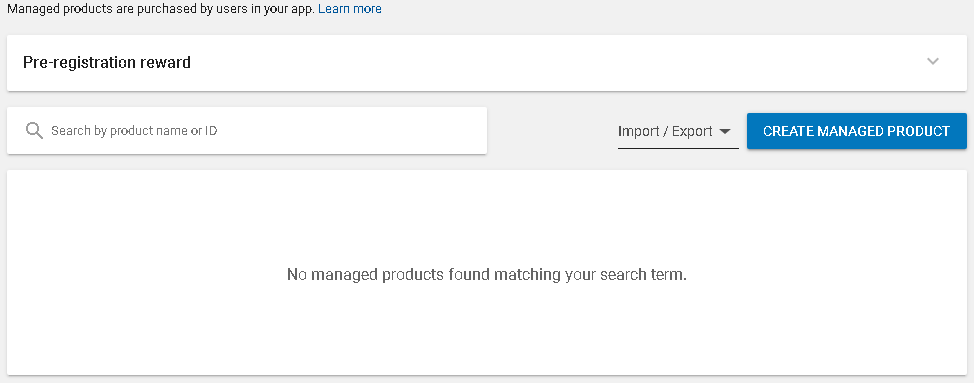 Managed products are purchased by users in your app. Learn more
Pre-registration reward
Search by product name or ID
Import / Export
CREATE MANAGED PRODUCT
No managed products found matching your search term.